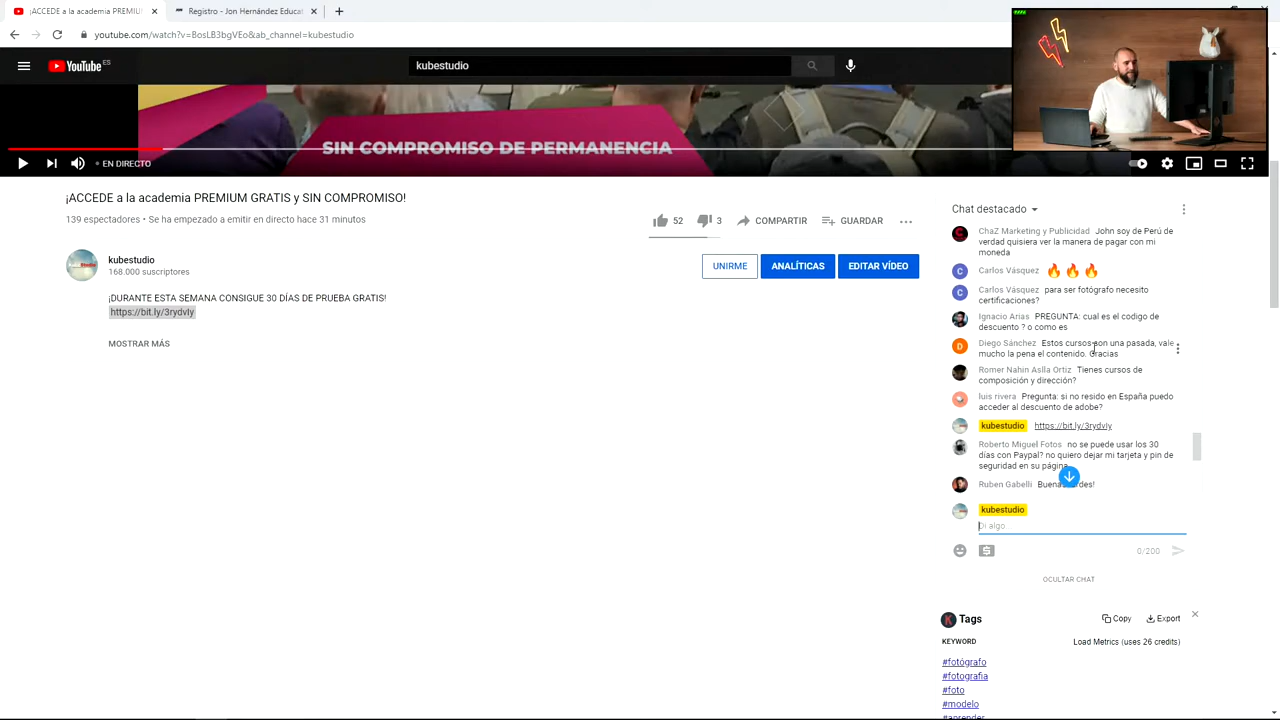 ¡ACCEDE a la academia PREMIU
Registro - Jon Hernández Educat
youtube.com/watch?v=BosLB3bgVEo&ab_channel=kubestudio
YouTube ES
kubestudio
SIN COMPROMISO DE PERMANENCIA
EN DIRECTO
¡ACCEDE a la academia PREMIUM GRATIS y SIN COMPROMISO!
139 espectadores • Se ha empezado a emitir en directo hace 31 minutos
52
3
COMPARTIR
GUARDAR
kubestudio
168.000 suscriptores
UNIRME
ANALÍTICAS
EDITAR VÍDEO
¡DURANTE ESTA SEMANA CONSIGUE 30 DÍAS DE PRUEBA GRATIS!
https://bit.ly/3rydvIy
MOSTRAR MÁS
Chat destacado
ChaZ Marketing y Publicidad John soy de Perú de
verdad quisiera ver la manera de pagar con mi
moneda
Carlos Vásquez 🔥🔥🔥
Carlos Vásquez para ser fotógrafo necesito
certificaciones?
Ignacio Arias PREGUNTA: cual es el codigo de
descuento ? o como es
Diego Sánchez Estos cursos son una pasada, vale
mucho la pena el contenido. Gracias
Romer Nahin Aslla Ortiz Tienes cursos de
composición y dirección?
luis rivera Pregunta: si no resido en España puedo
acceder al descuento de adobe?
kubestudio https://bit.ly/3rydvIy
Roberto Miguel Fotos no se puede usar los 30
días con Paypal? no quiero dejar mi tarjeta y pin de
seguridad en su página.
Ruben Gabelli
kubestudio
Di algo...
0/200
OCULTAR CHAT
K Tags
Copy
Export
KEYWORD
Load Metrics (uses 26 credits)
#fotógrafo
#fotografia
#foto
#modelo
#aprender